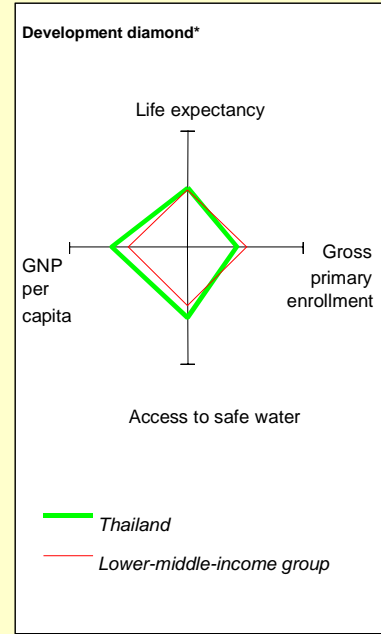 Development diamond*
Life expectancy
GNP
per
capita
Gross
primary
enrollment
Access to safe water
Thailand
Lower-middle-income group